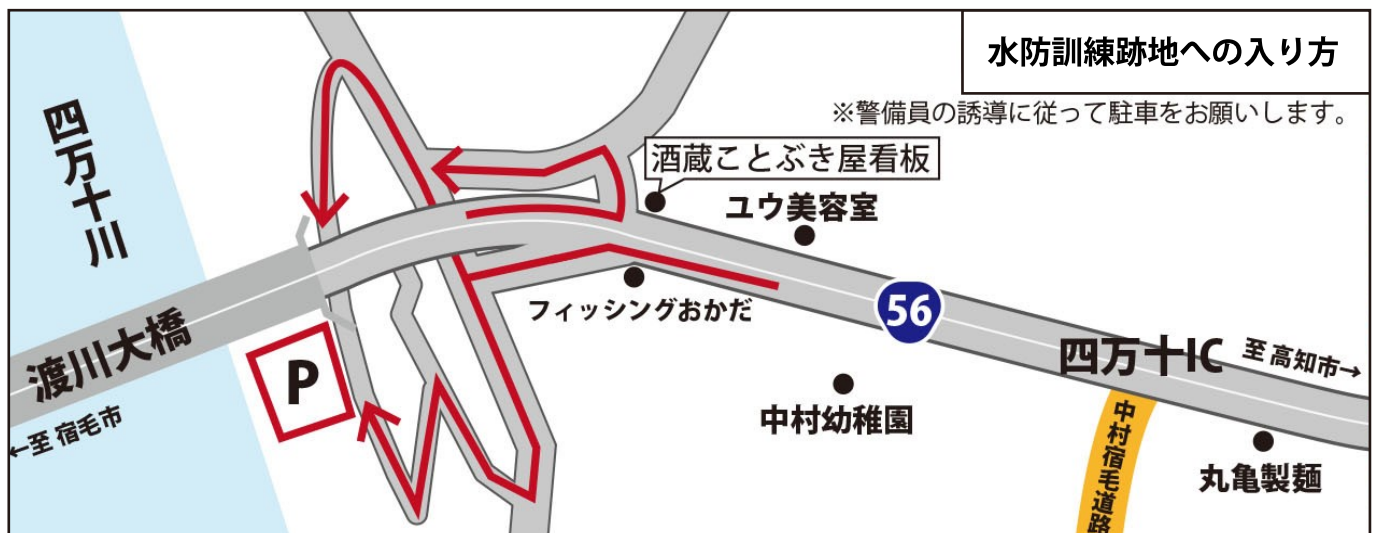 水防訓練跡地への入り方
※警備員の誘導に従って駐車をお願いします。
四万十川
酒蔵ことぶき屋看板
ユウ美容室
フィッシングおかだ
56
渡川大橋
P
四万十IC
至 高知市→
←至 宿毛市
中村幼稚園
中村宿毛道路
丸亀製麺